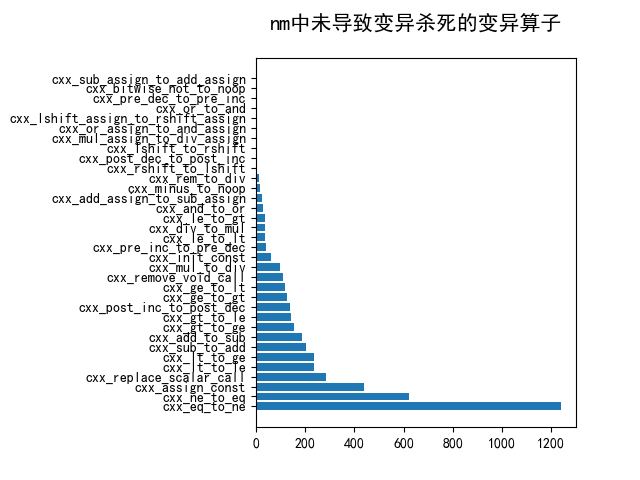 nm中未导致变异杀死的变异算子
cxx_sub_assign_to_add_assign
cxx_bitwise_not_to_noop
cxx_pre_dec_to_pre_inc
cxx_or_to_and
cxx_lshift_assign_to_rshift_assign
cxx_or_assign_to_and_assign
cxx_mul_assign_to_div_assign
cxx_lshift_to_rshift
cxx_post_dec_to_post_inc
cxx_rshift_to_lshift
cxx_rem_to_div
cxx_minus_to_noop
cxx_add_assign_to_sub_assign
cxx_and_to_or
cxx_le_to_gt
cxx_div_to_mul
cxx_le_to_lt
cxx_pre_inc_to_pre_dec
cxx_init_const
cxx_mul_to_div
cxx_remove_void_call
cxx_ge_to_lt
cxx_ge_to_gt
cxx_post_inc_to_post_dec
cxx_gt_to_le
cxx_gt_to_ge
cxx_add_to_sub
cxx_sub_to_add
cxx_lt_to_ge
cxx_lt_to_le
cxx_replace_scalar_call
cxx_assign_const
cxx_ne_to_eq
cxx_eq_to_ne
0 200 400 600 800 1000 1200